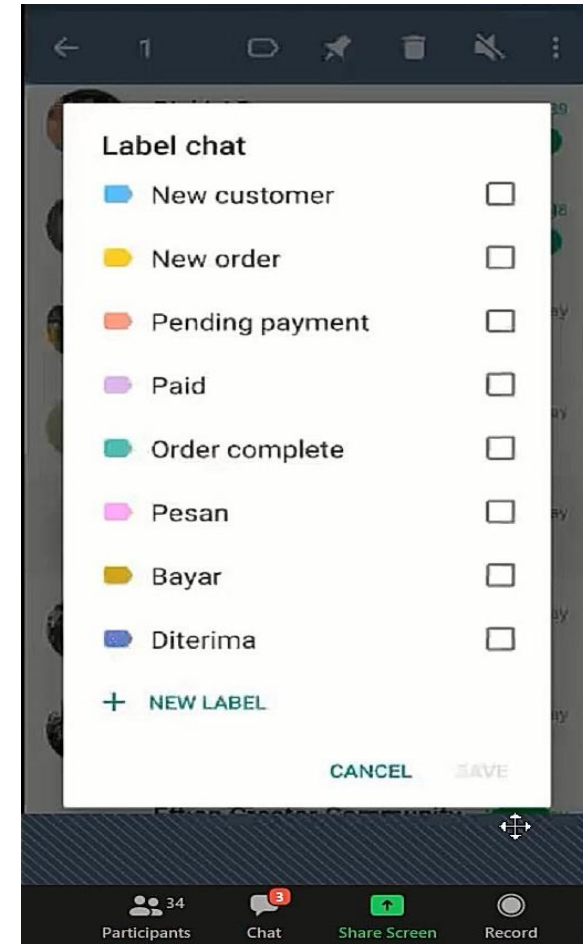 1
Label chat
New customer
New order
Pending payment
Paid
Order complete
Pesan
Bayar
Diterima
+ NEW LABEL
CANCEL SAVE
34
3
Participants Chat Share Screen Record